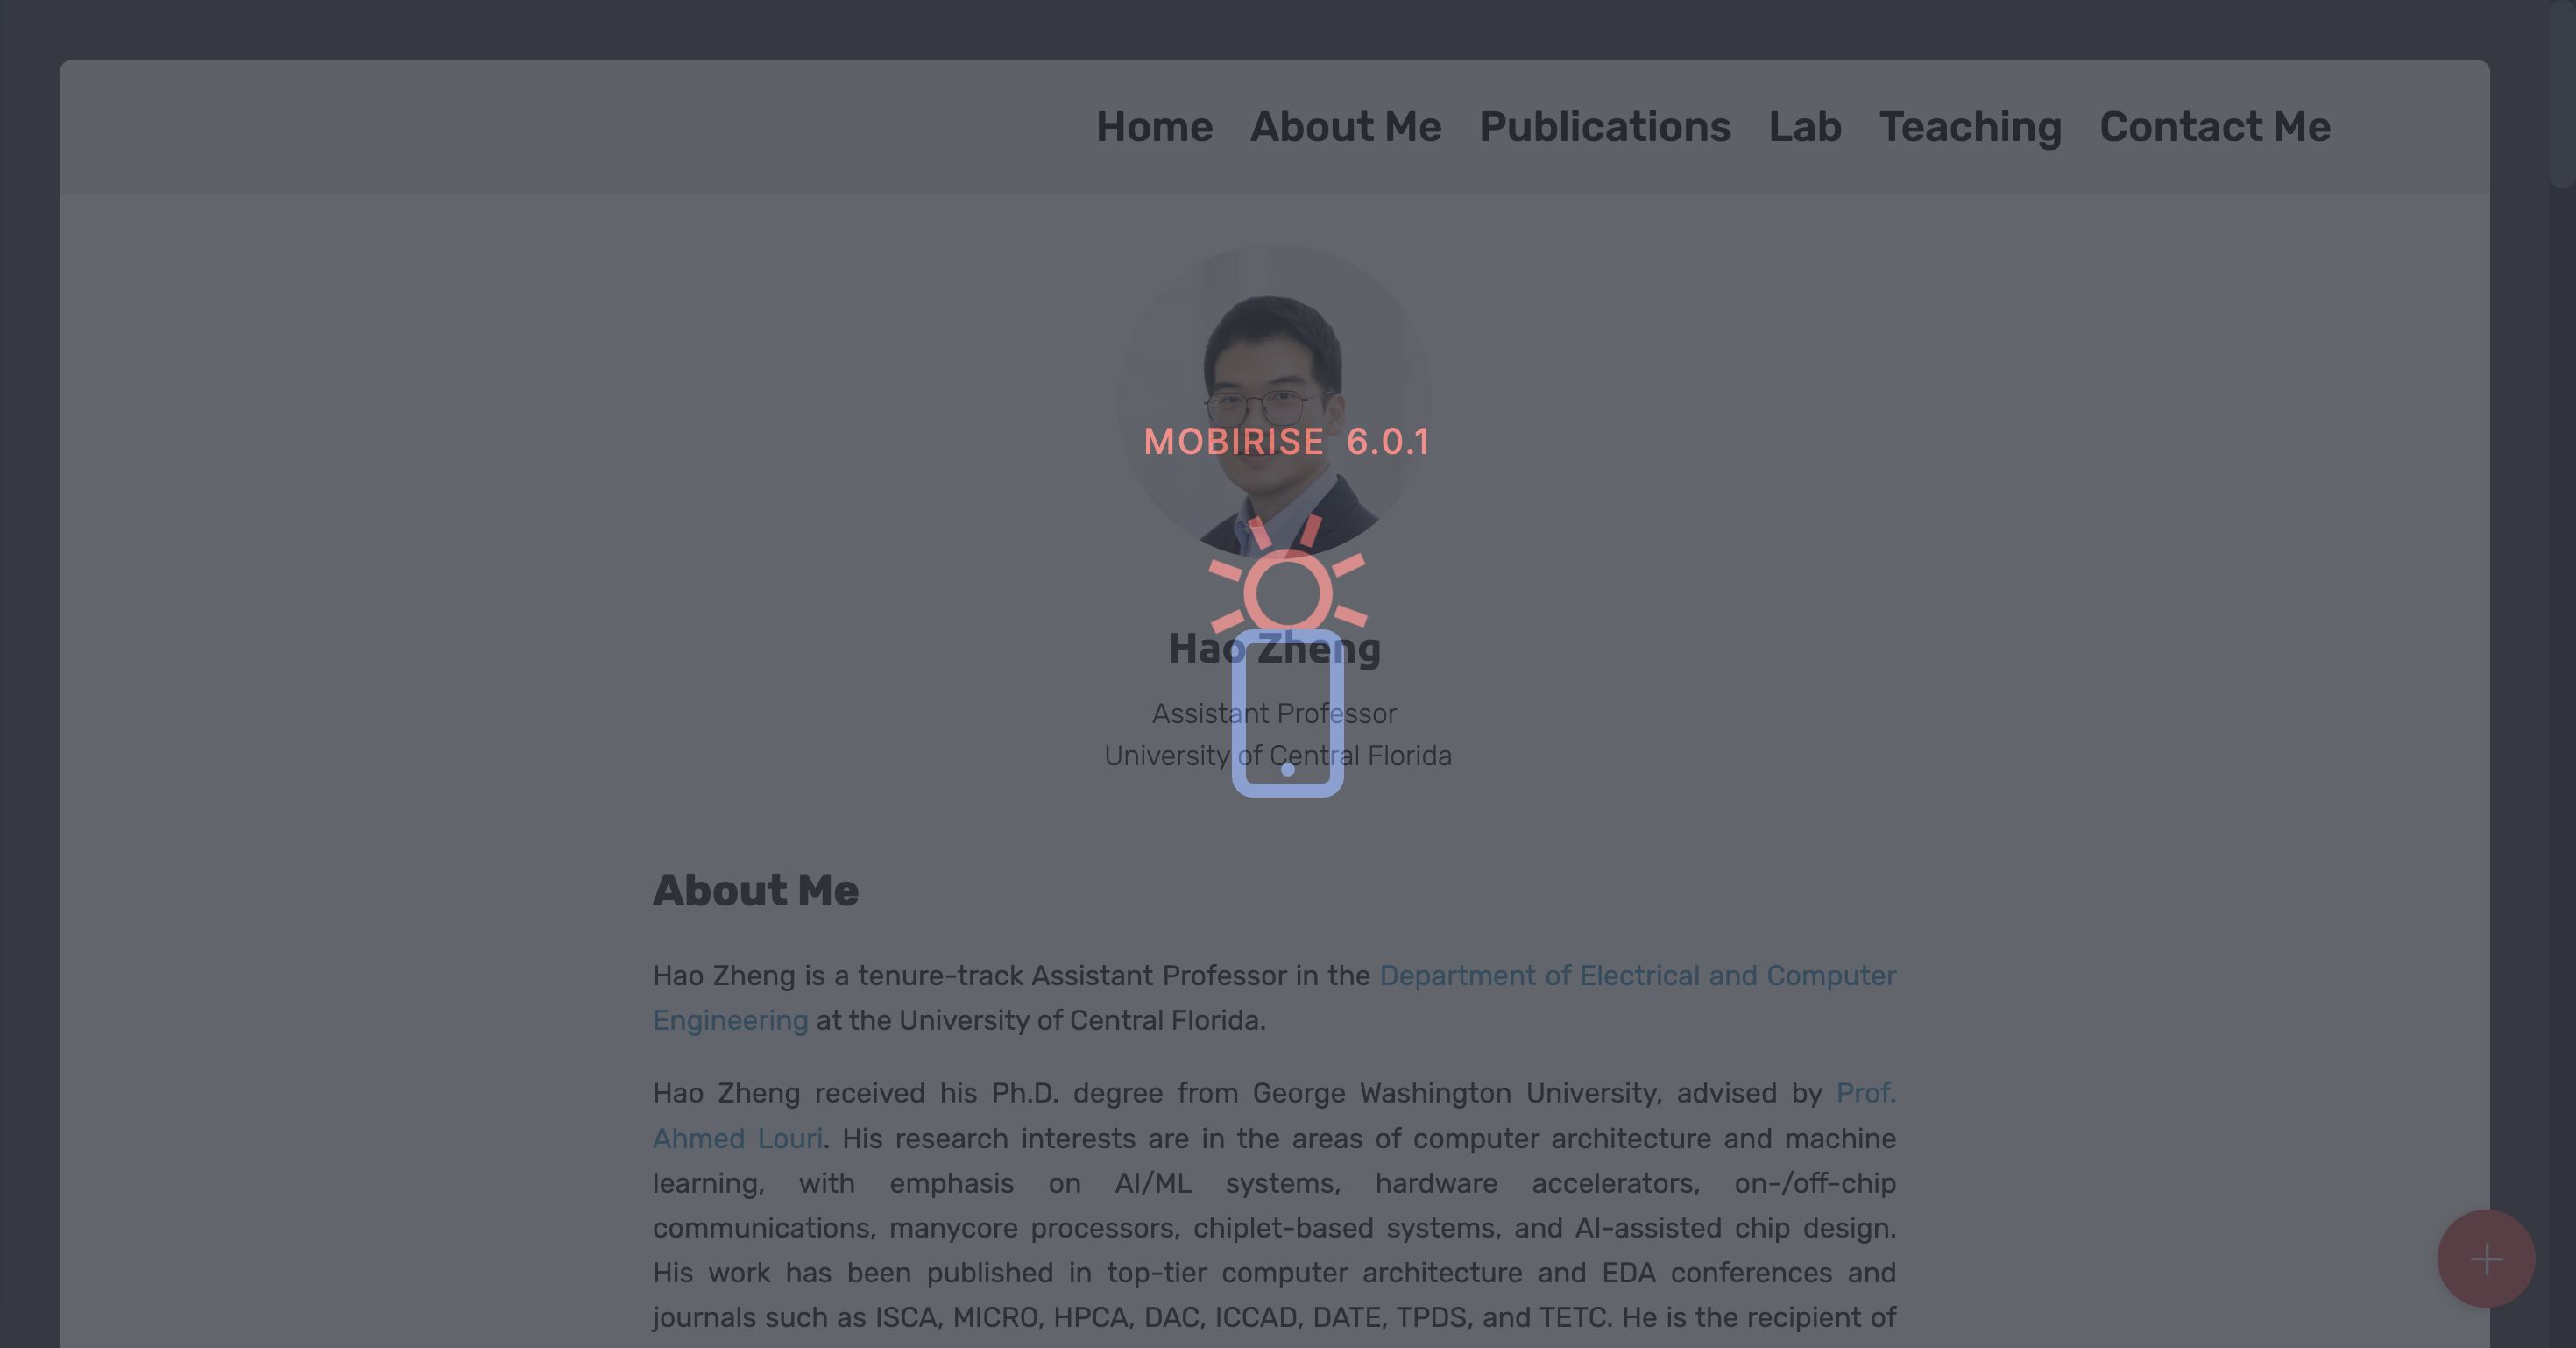 Home About Me Publications Lab Teaching Contact Me
MOBIRISE 6.0.1
Hao Zheng
Assistant Professor
University of Central Florida
About Me
Hao Zheng is a tenure-track Assistant Professor in the Department of Electrical and Computer
Engineering at the University of Central Florida.
Hao Zheng received his Ph.D. degree from George Washington University, advised by Prof.
Ahmed Louri. His research interests are in the areas of computer architecture and machine
learning, with emphasis on AI/ML systems, hardware accelerators, on-/off-chip
communications, manycore processors, chiplet-based systems, and AI-assisted chip design.
His work has been published in top-tier computer architecture and EDA conferences and
journals such as ISCA, MICRO, HPCA, DAC, ICCAD, DATE, TPDS, and TETC. He is the recipient of